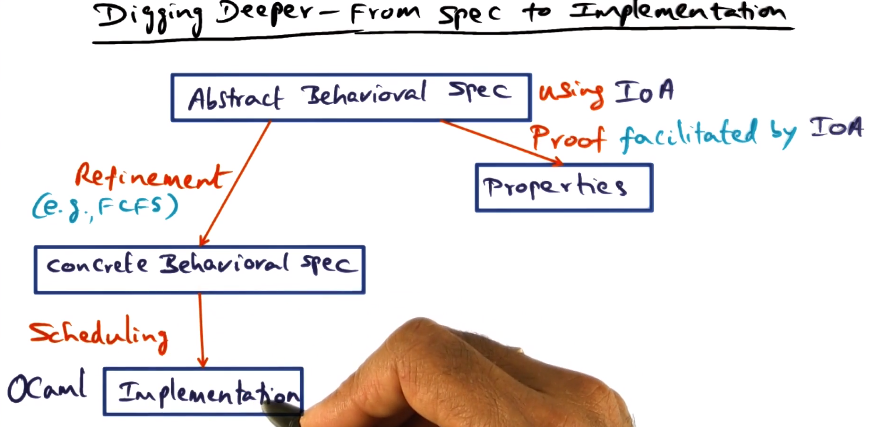 Digging Deeper - From Spec to Implementation
Abstract Behavioral Spec using IoA
Proof facilitated by IoA
Refinement
(e.g., FCFS)
Properties
Concrete Behavioral Spec
Scheduling
OCaml Implementation